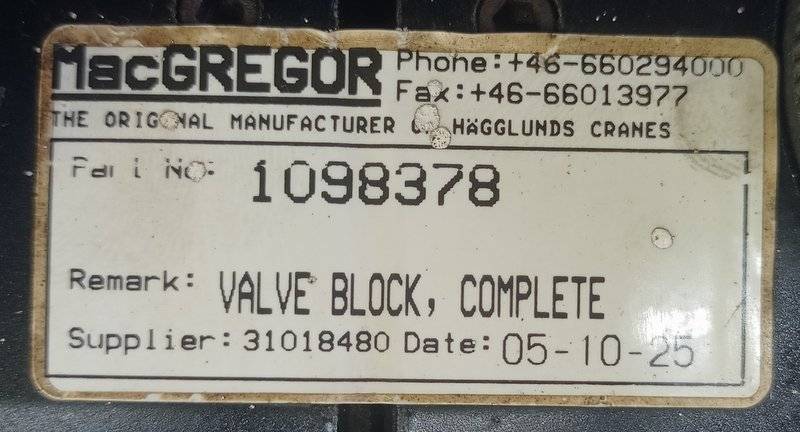 MacGREGOR
Phone:+46-660294000
Fax:+46-66013977
THE ORIGINAL MANUFACTURER OF HÄGGLUNDS CRANES
Part No: 1098378
Remark: VALVE BLOCK, COMPLETE
Supplier: 31018480 Date: 05-10-25